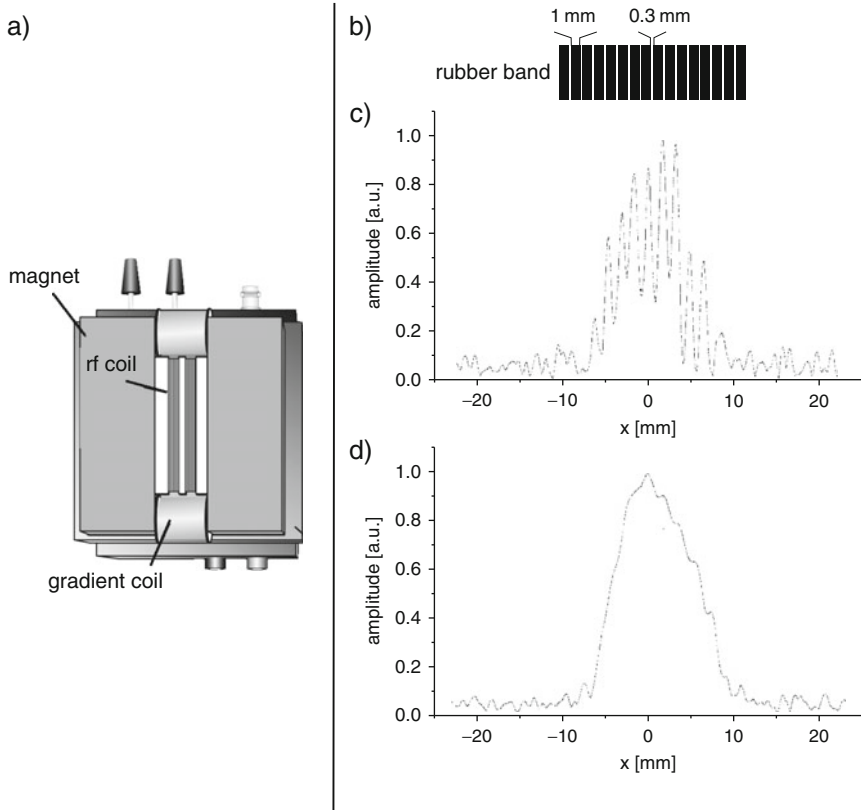 a)
magnet
rf coil
gradient coil
b)
1 mm 0.3 mm
rubber band
c)
1.0
0.8
0.6
0.4
0.2
0.0
amplitude [a.u.]
−20 −10 0 10 20
x [mm]
d)
1.0
0.8
0.6
0.4
0.2
0.0
amplitude [a.u.]
−20 −10 0 10 20
x [mm]